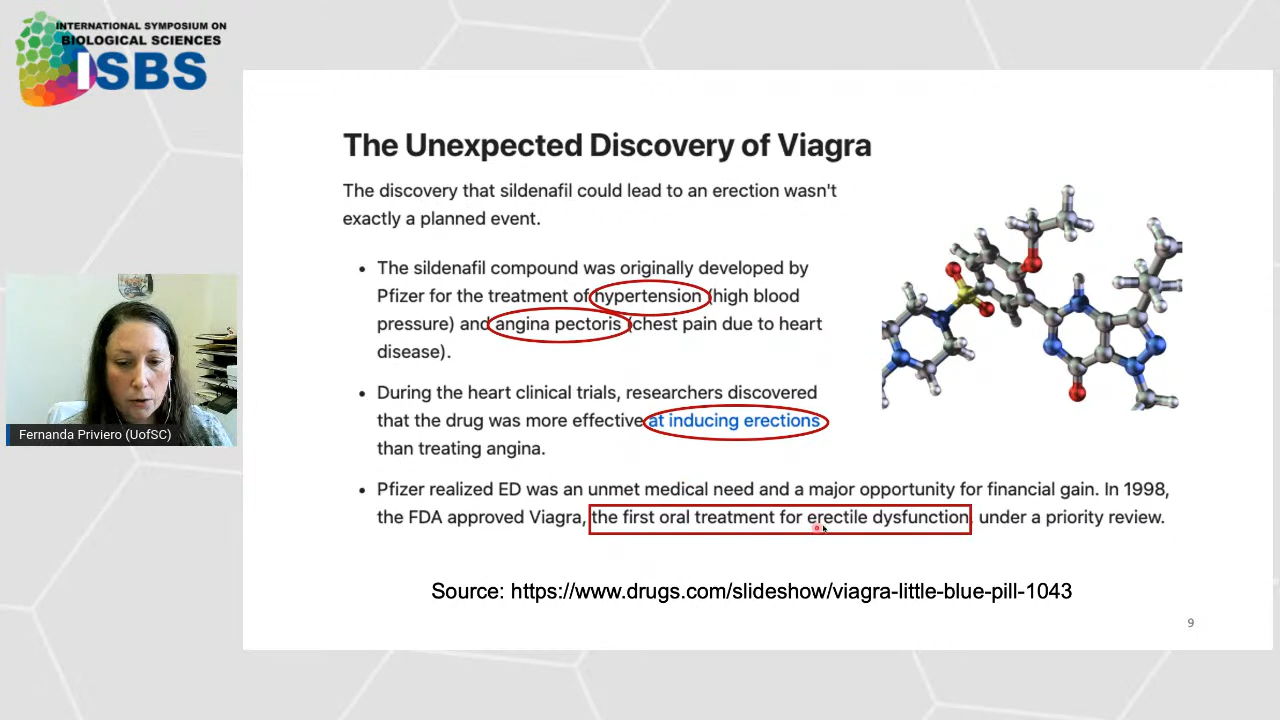 INTERNATIONAL SYMPOSIUM ON
BIOLOGICAL SCIENCES
ISBS
The Unexpected Discovery of Viagra
The discovery that sildenafil could lead to an erection wasn't
exactly a planned event.
• The sildenafil compound was originally developed by
Pfizer for the treatment of hypertension (high blood
pressure) and angina pectoris (chest pain due to heart
disease).
• During the heart clinical trials, researchers discovered
that the drug was more effective at inducing erections
than treating angina.
• Pfizer realized ED was an unmet medical need and a major opportunity for financial gain. In 1998,
the FDA approved Viagra, the first oral treatment for erectile dysfunction, under a priority review.
Source: https://www.drugs.com/slideshow/viagra-little-blue-pill-1043
9
Fernanda Priviero (UofSC)